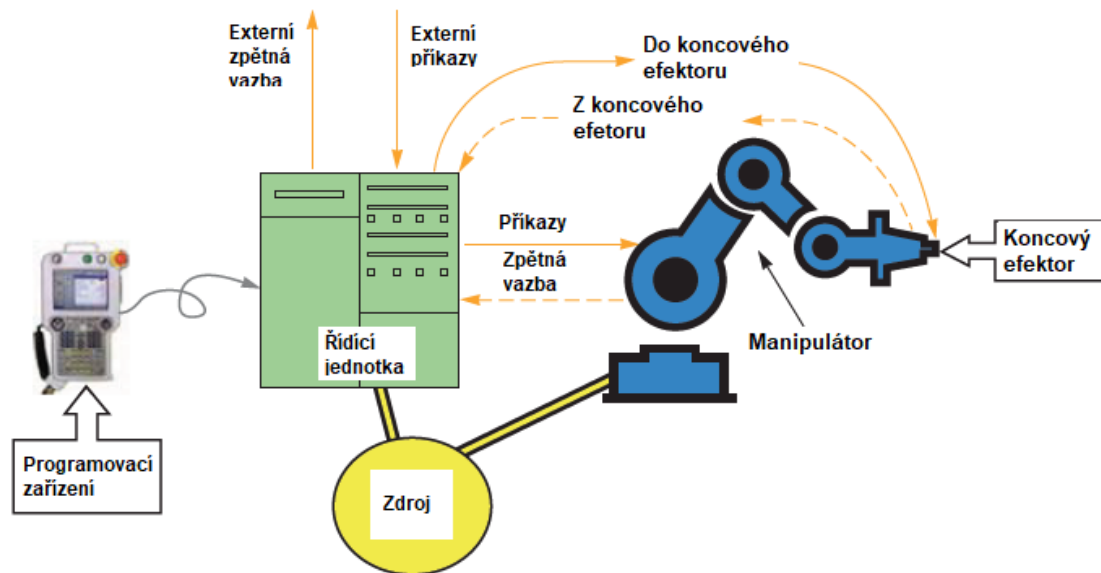 Externí
zpětná
vazba
Externí
příkazy
Do koncového
efektoru
Z koncového
efetoru
Příkazy
Zpětná
vazba
Koncový
efektor
Manipulátor
Řídící
jednotka
Programovací
zařízení
Zdroj